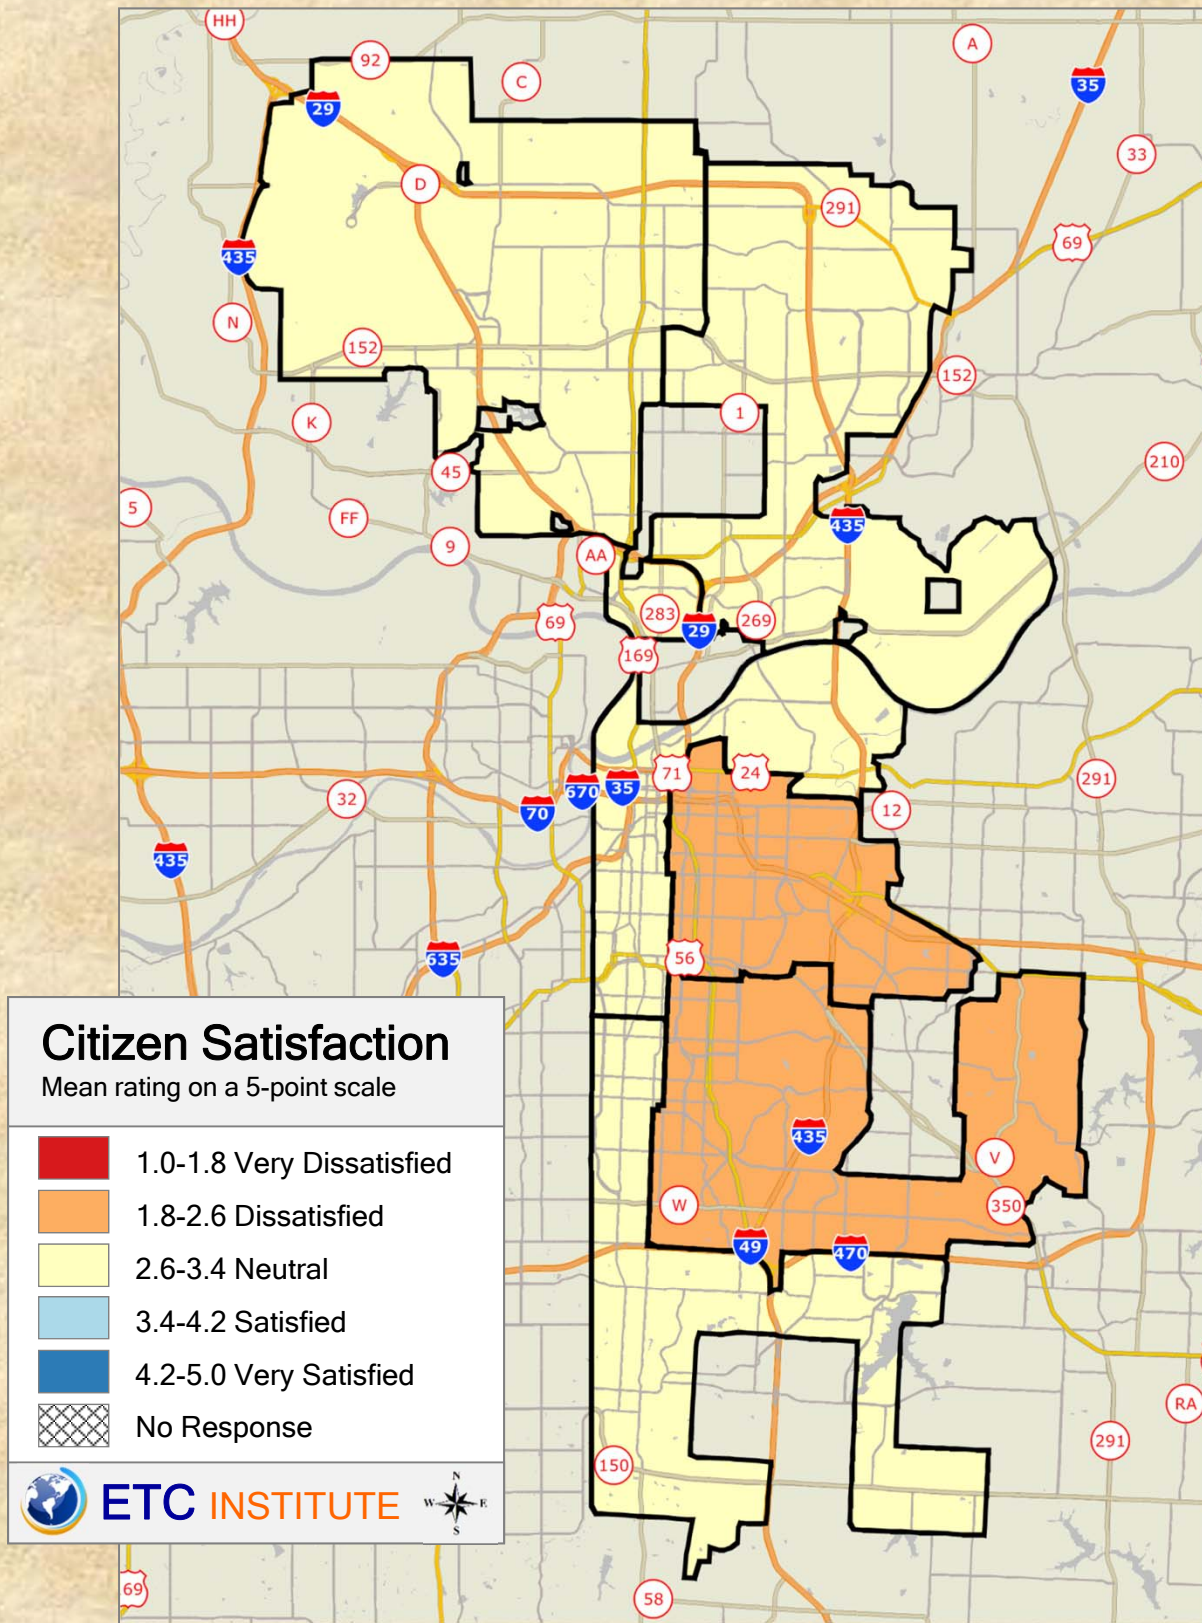 HH
92
C
A
29
35
33
D
291
69
435
N
152
152
K
1
45
210
5
FF
435
9
AA
283
269
69
29
169
71
24
670
35
291
32
70
12
435
56
635
Citizen Satisfaction
Mean rating on a 5-point scale
1.0-1.8 Very Dissatisfied
1.8-2.6 Dissatisfied
2.6-3.4 Neutral
3.4-4.2 Satisfied
4.2-5.0 Very Satisfied
No Response
ETC INSTITUTE
N
W
E
S
435
V
W
350
49
470
RA
291
150
69
58